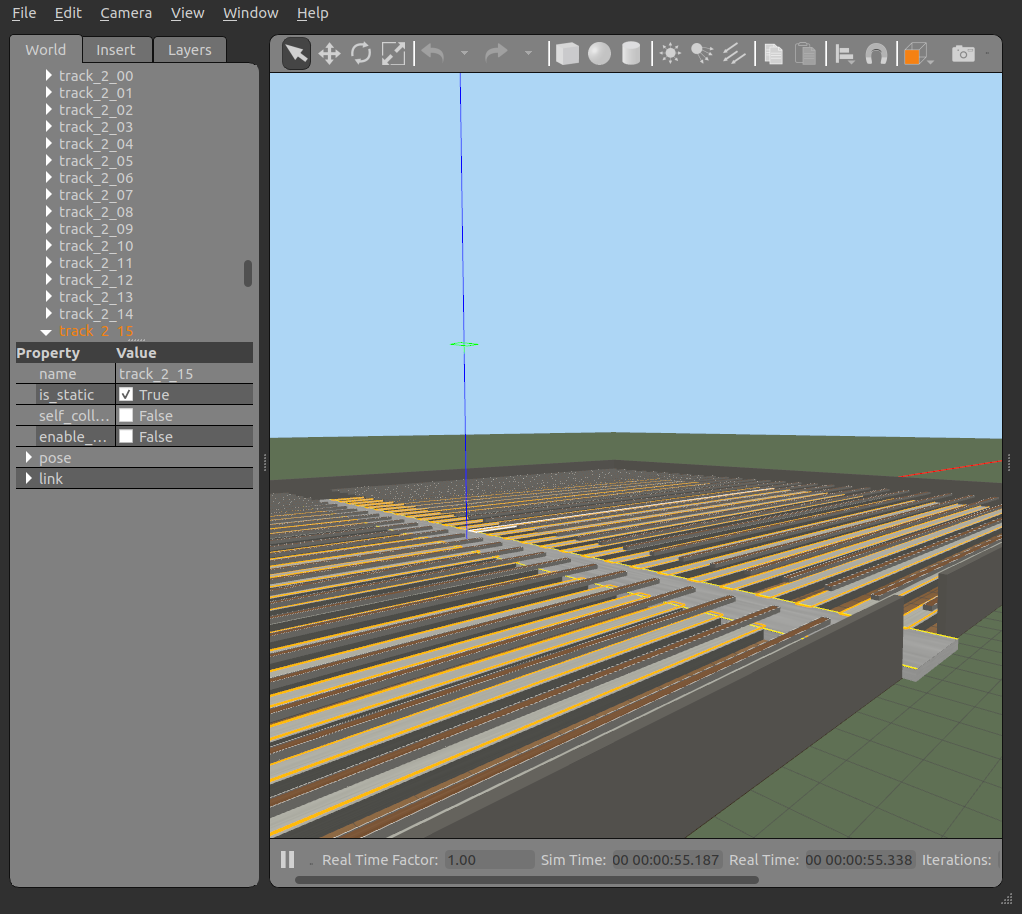 File Edit Camera View Window Help
World Insert Layers
track_2_00
track_2_01
track_2_02
track_2_03
track_2_04
track_2_05
track_2_06
track_2_07
track_2_08
track_2_09
track_2_10
track_2_11
track_2_12
track_2_13
track_2_14
track_2_15
Property Value
name track_2_15
is_static True
self_coll... False
enable_... False
pose
link
Real Time Factor: 1.00 Sim Time: 00 00:00:55.187 Real Time: 00 00:00:55.338 Iterations: